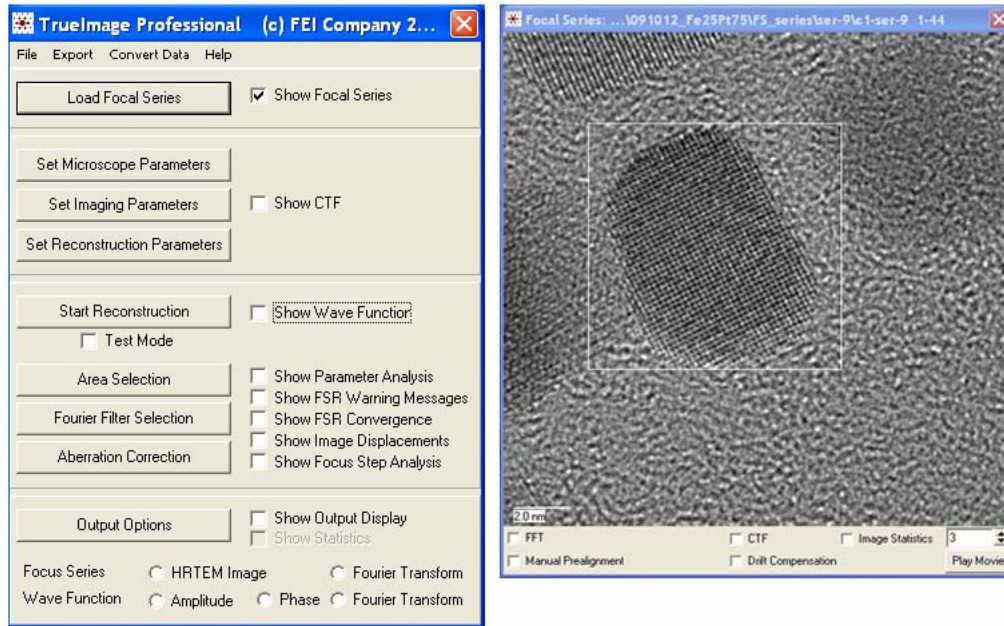 TrueImage Professional (c) FEI Company 2...
File Export Convert Data Help
Load Focal Series
Show Focal Series
Set Microscope Parameters
Set Imaging Parameters
Show CTF
Set Reconstruction Parameters
Start Reconstruction
Show Wave Function
Test Mode
Area Selection
Show Parameter Analysis
Show FSR Warning Messages
Fourier Filter Selection
Show FSR Convergence
Show Image Displacements
Aberration Correction
Show Focus Step Analysis
Output Options
Show Output Display
Show Statistics
Focus Series HRTEM Image Fourier Transform
Wave Function Amplitude Phase Fourier Transform
Focal Series: ...\091012_Fe25Pt75\FS_series\ser-9\c1-ser-9 1-44
2.0 nm
FFT CTF Image Statistics 3
Manual Prealignment Drift Compensation Play Movie